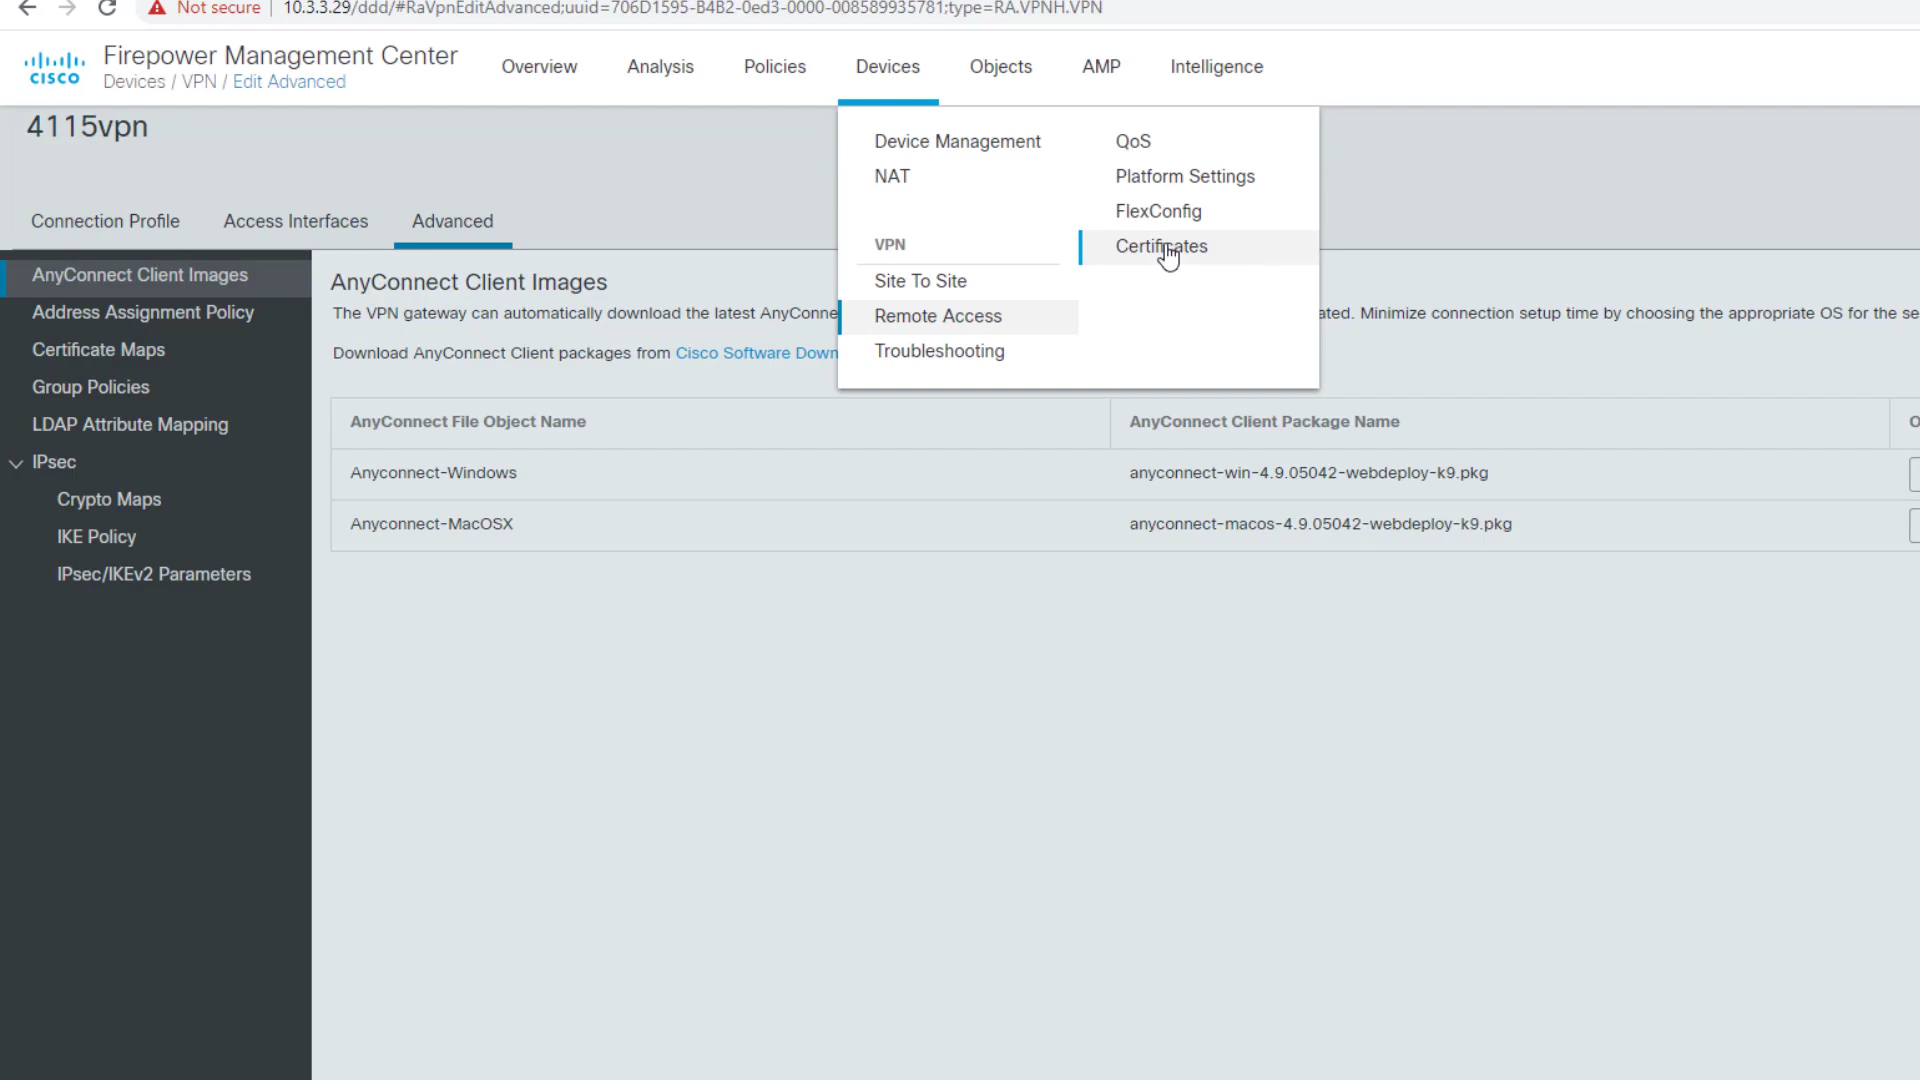 Not secure | 10.3.3.29/ddd/#RaVpnEditAdvanced;uuid=706D1595-B4B2-0ed3-0000-008589935781;type=RA.VPNH.VPN
CISCO
Firepower Management Center
Devices / VPN / Edit Advanced
Overview
Analysis
Policies
Devices
Objects
AMP
Intelligence
4115vpn
Device Management
NAT
VPN
Site To Site
Remote Access
Troubleshooting
QoS
Platform Settings
FlexConfig
Certificates
Connection Profile
Access Interfaces
Advanced
AnyConnect Client Images
Address Assignment Policy
Certificate Maps
Group Policies
LDAP Attribute Mapping
IPsec
Crypto Maps
IKE Policy
IPsec/IKEv2 Parameters
AnyConnect Client Images
The VPN gateway can automatically download the latest AnyConne
ated. Minimize connection setup time by choosing the appropriate OS for the se
Download AnyConnect Client packages from Cisco Software Down
AnyConnect File Object Name
AnyConnect Client Package Name
Anyconnect-Windows
anyconnect-win-4.9.05042-webdeploy-k9.pkg
Anyconnect-MacOSX
anyconnect-macos-4.9.05042-webdeploy-k9.pkg